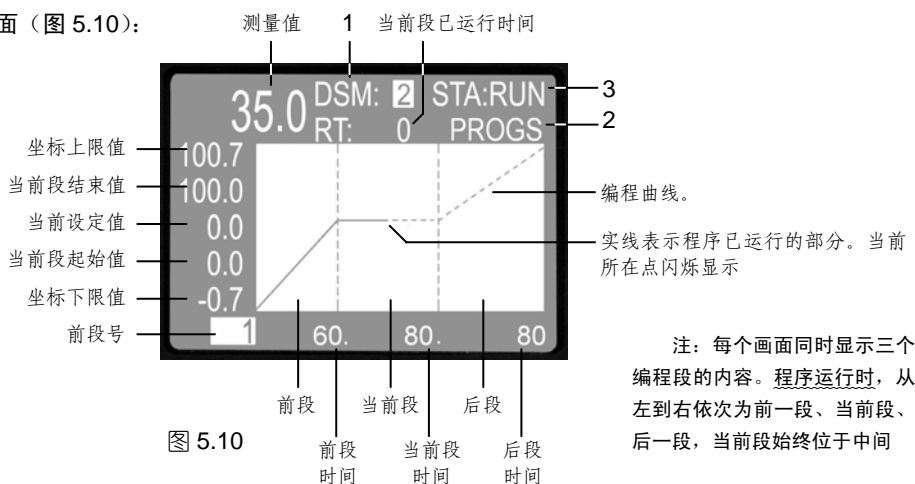 面（图 5.10）：
测量值
1
当前段已运行时间
35.0
DSM: 2
STA:RUN
3
RT: 0
PROGS
2
坐标上限值
100.7
当前段结束值
100.0
编程曲线。
当前设定值
0.0
实线表示程序已运行的部分。当前
所在点闪烁显示
当前段起始值
0.0
坐标下限值
-0.7
前段号
1
60.
80.
80
注：每个画面同时显示三个
编程段的内容。程序运行时，从
左到右依次为前一段、当前段、
后一段，当前段始终位于中间
前段
当前段
后段
图 5.10
前段
时间
当前段
时间
后段
时间